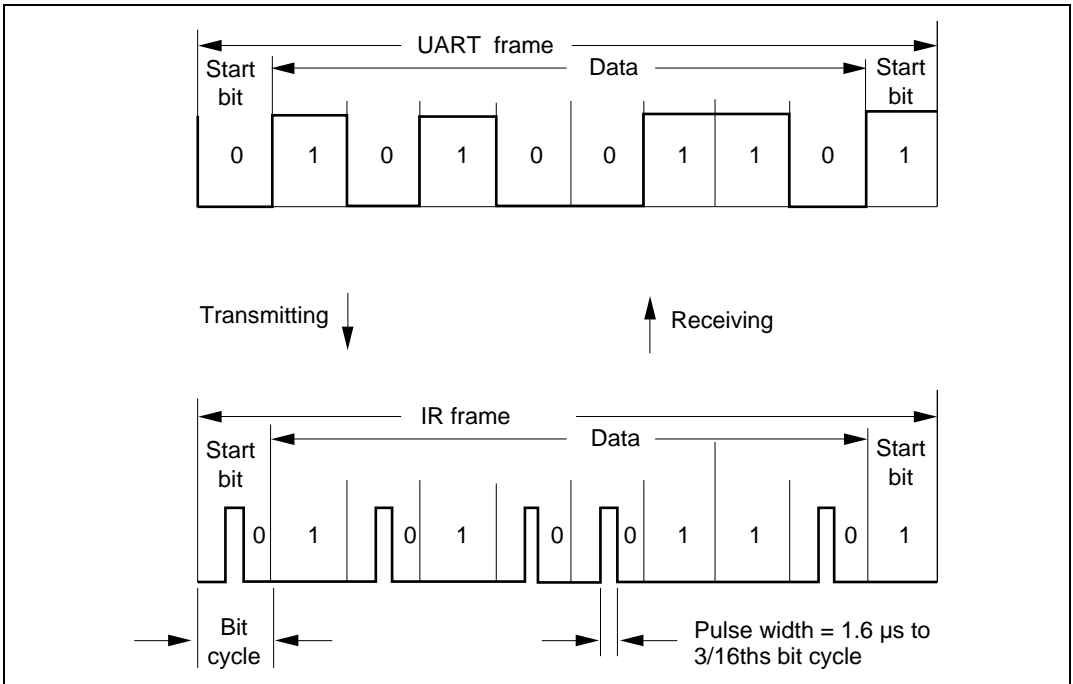 UART frame
Start bit
Data
Start bit
0 1 0 1 0 0 1 1 0 1
Transmitting
Receiving
IR frame
Start bit
Data
Start bit
0 1 0 1 0 0 1 1 0 1
Bit cycle
Pulse width = 1.6 μs to
3/16ths bit cycle